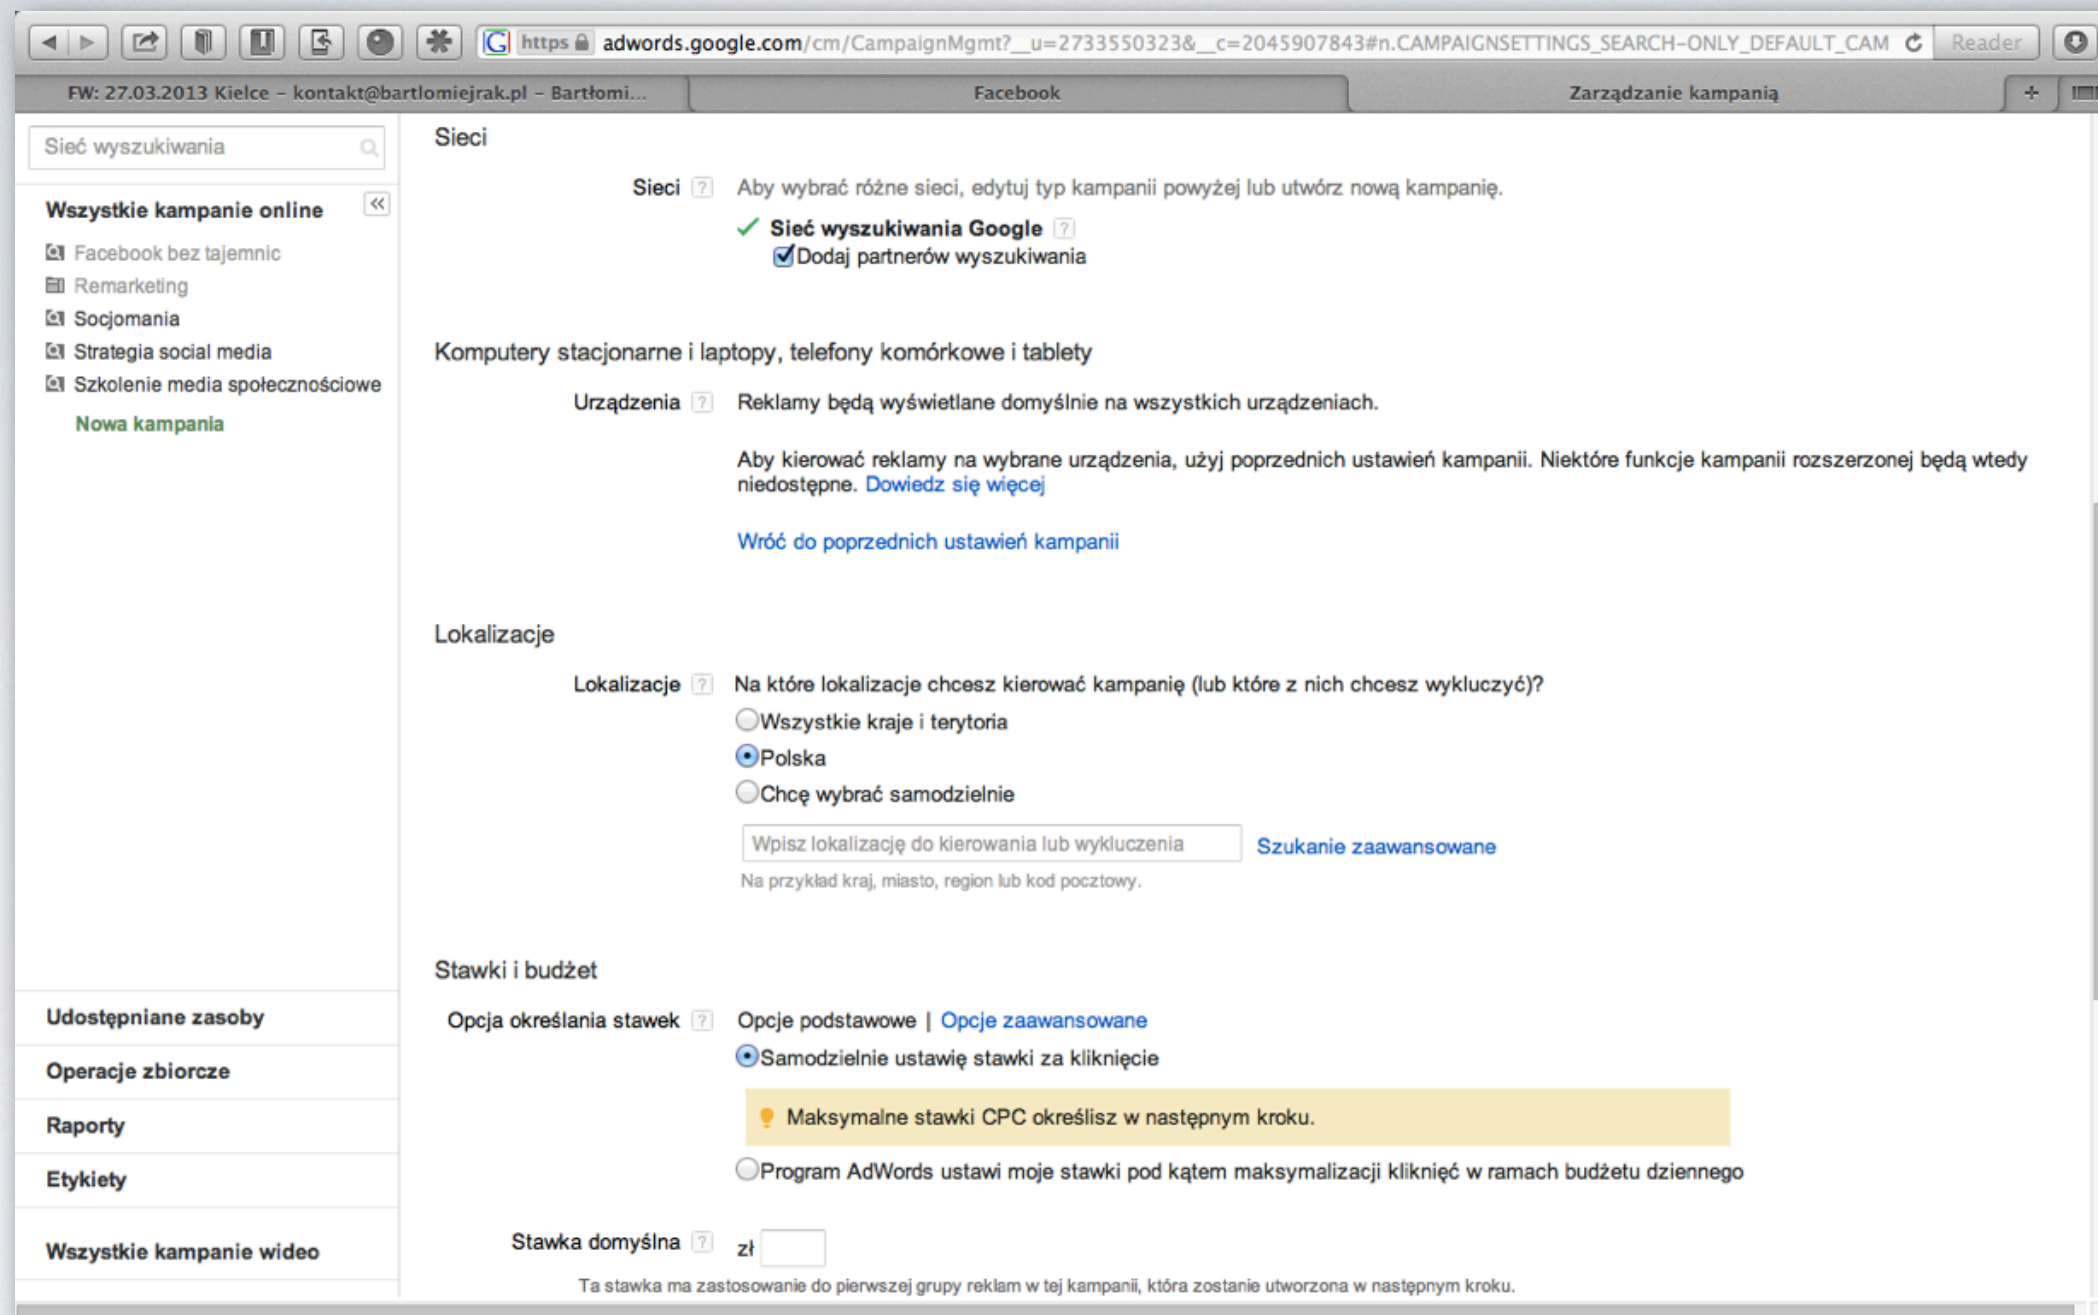 https adwords.google.com/cm/CampaignMgmt?__u=2733550323&__c=2045907843#n.CAMPAIGNSETTINGS_SEARCH-ONLY_DEFAULT_CAM Reader
FW: 27.03.2013 Kielce – kontakt@bartlomiejrak.pl – Bartłomi...
Facebook
Zarządzanie kampanią
Sieć wyszukiwania
Wszystkie kampanie online
Facebook bez tajemnic
Remarketing
Socjomania
Strategia social media
Szkolenie media społecznościowe
Nowa kampania
Udostępniane zasoby
Operacje zbiorcze
Raporty
Etykiety
Wszystkie kampanie wideo
Sieci
Sieci ? Aby wybrać różne sieci, edytuj typ kampanii powyżej lub utwórz nową kampanię.
Sieć wyszukiwania Google ?
Dodaj partnerów wyszukiwania
Komputery stacjonarne i laptopy, telefony komórkowe i tablety
Urządzenia ? Reklamy będą wyświetlane domyślnie na wszystkich urządzeniach.
Aby kierować reklamy na wybrane urządzenia, użyj poprzednich ustawień kampanii. Niektóre funkcje kampanii rozszerzonej będą wtedy
niedostępne. Dowiedz się więcej
Wróć do poprzednich ustawień kampanii
Lokalizacje
Lokalizacje ? Na które lokalizacje chcesz kierować kampanię (lub które z nich chcesz wykluczyć)?
Wszystkie kraje i terytoria
Polska
Chcę wybrać samodzielnie
Wpisz lokalizację do kierowania lub wykluczenia Szukanie zaawansowane
Na przykład kraj, miasto, region lub kod pocztowy.
Stawki i budżet
Opcja określania stawek ? Opcje podstawowe | Opcje zaawansowane
Samodzielnie ustawię stawki za kliknięcie
Maksymalne stawki CPC określisz w następnym kroku.
Program AdWords ustawi moje stawki pod kątem maksymalizacji kliknięć w ramach budżetu dziennego
Stawka domyślna ? zł
Ta stawka ma zastosowanie do pierwszej grupy reklam w tej kampanii, która zostanie utworzona w następnym kroku.